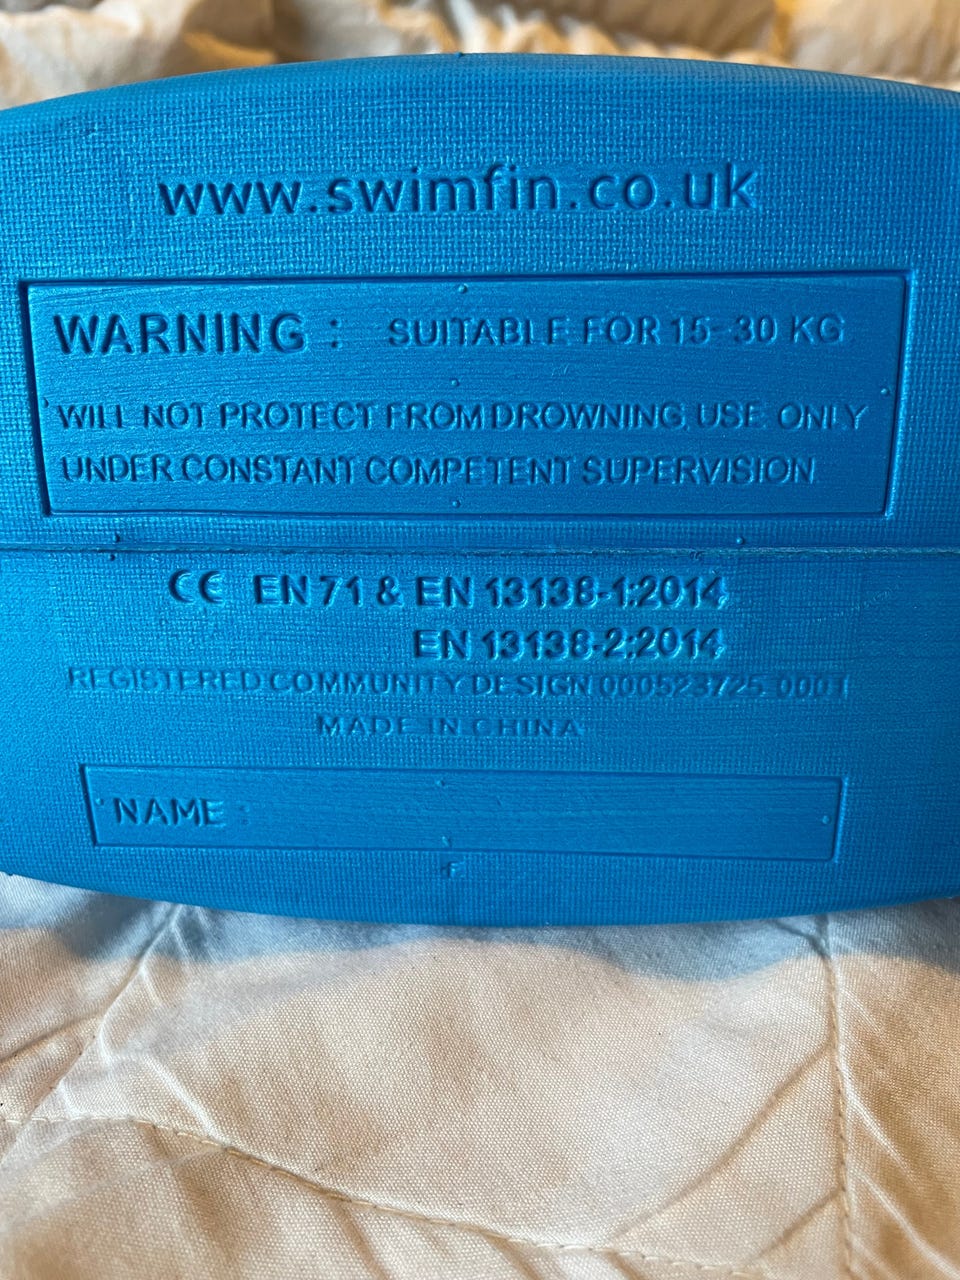 www.swimfin.co.uk
WARNING : SUITABLE FOR 15-30 KG
WILL NOT PROTECT FROM DROWNING, USE ONLY
UNDER CONSTANT COMPETENT SUPERVISION
CE EN 71 & EN 13138-1:2014,
EN 13138-2:2014
REGISTERED COMMUNITY DESIGN 000523725-0001
MADE IN CHINA
NAME :
F